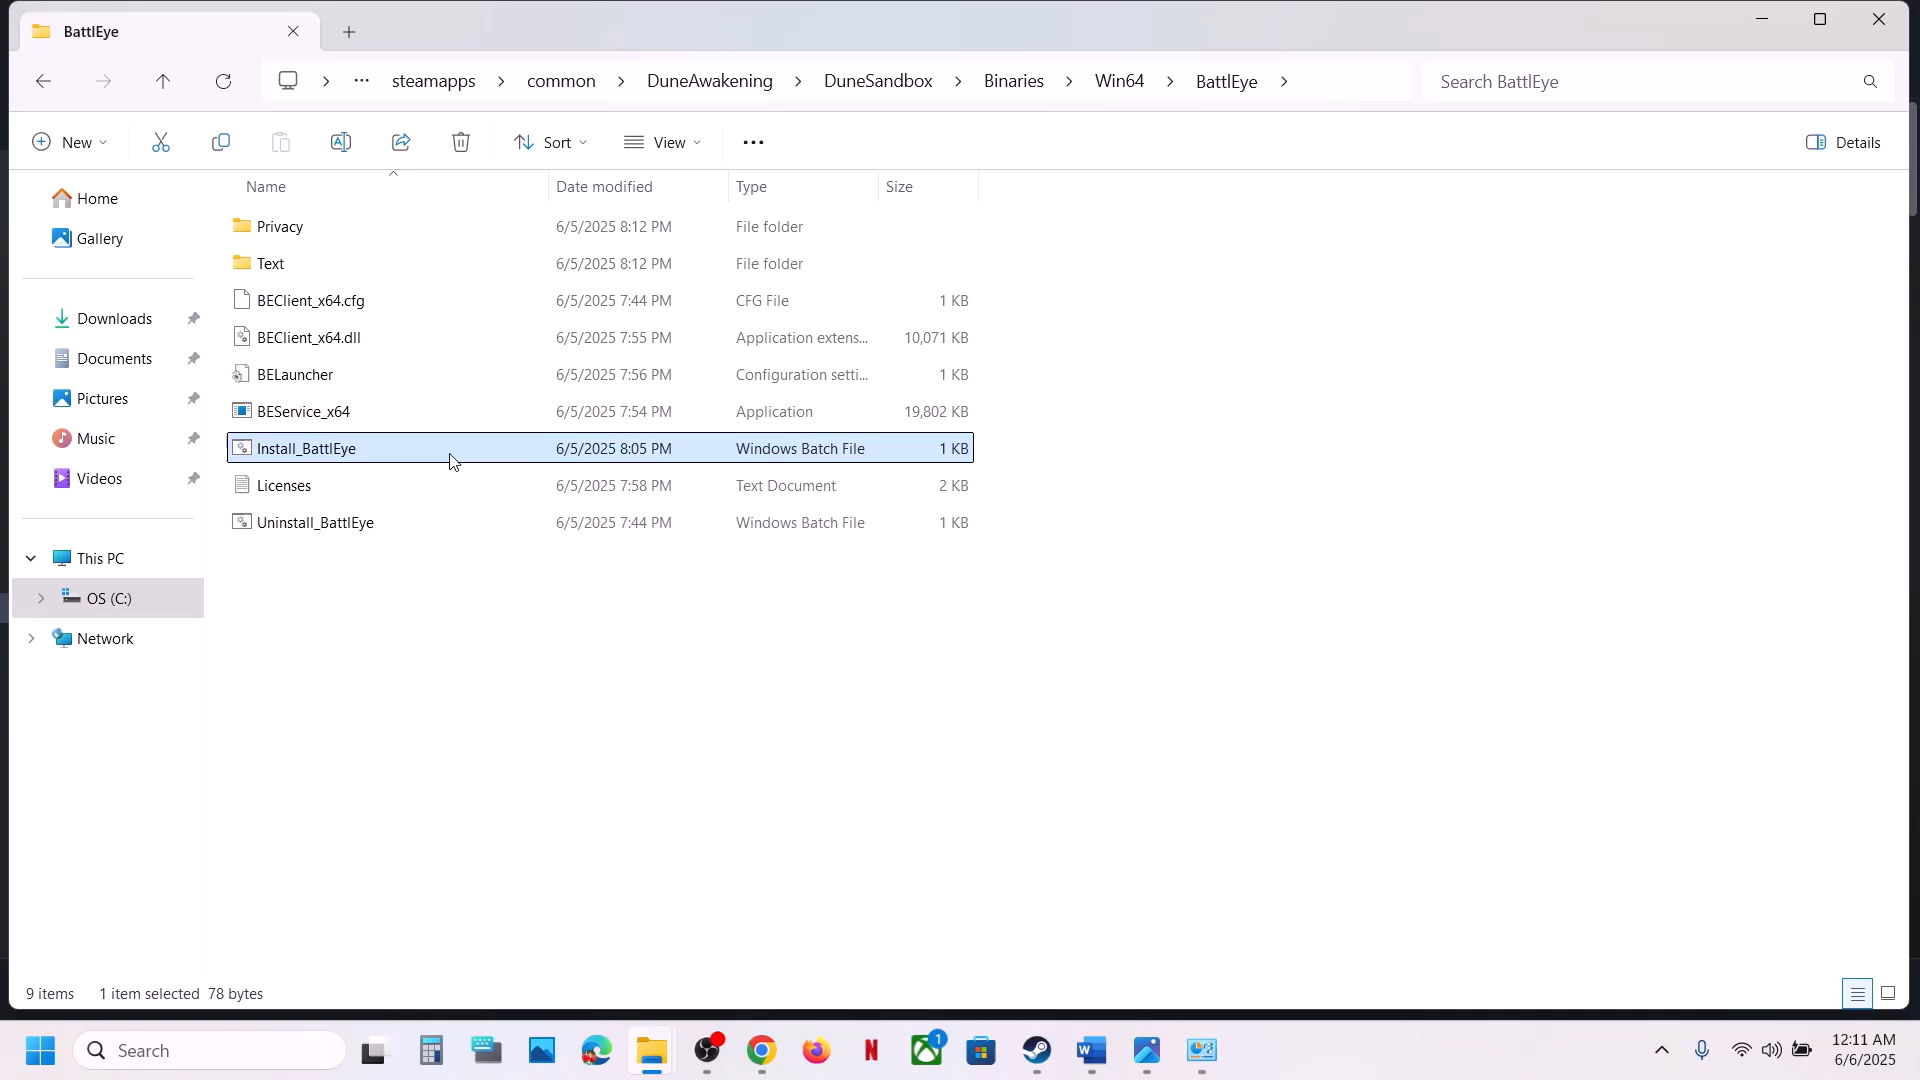 BattlEye
steamapps common DuneAwakening DuneSandbox Binaries Win64 BattlEye
Search BattlEye
New Sort View Details
Name Date modified Type Size
Home
Gallery
Downloads
Documents
Pictures
Music
Videos
This PC
OS (C:)
Network
Privacy 6/5/2025 8:12 PM File folder
Text 6/5/2025 8:12 PM File folder
BEClient_x64.cfg 6/5/2025 7:44 PM CFG File 1 KB
BEClient_x64.dll 6/5/2025 7:55 PM Application extens... 10,071 KB
BELauncher 6/5/2025 7:56 PM Configuration setti... 1 KB
BEService_x64 6/5/2025 7:54 PM Application 19,802 KB
Install_BattlEye 6/5/2025 8:05 PM Windows Batch File 1 KB
Licenses 6/5/2025 7:58 PM Text Document 2 KB
Uninstall_BattlEye 6/5/2025 7:44 PM Windows Batch File 1 KB
9 items 1 item selected 78 bytes
Search
1
12:11 AM
6/6/2025